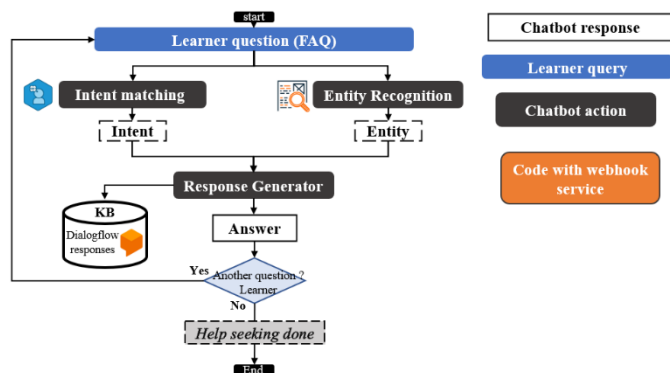 start
Learner question (FAQ)
Intent matching
Entity Recognition
Intent
Entity
Response Generator
KB
Dialogflow
responses
Answer
Yes
Another question ?
Learner
No
Help seeking done
End
Chatbot response
Learner query
Chatbot action
Code with webhook
service